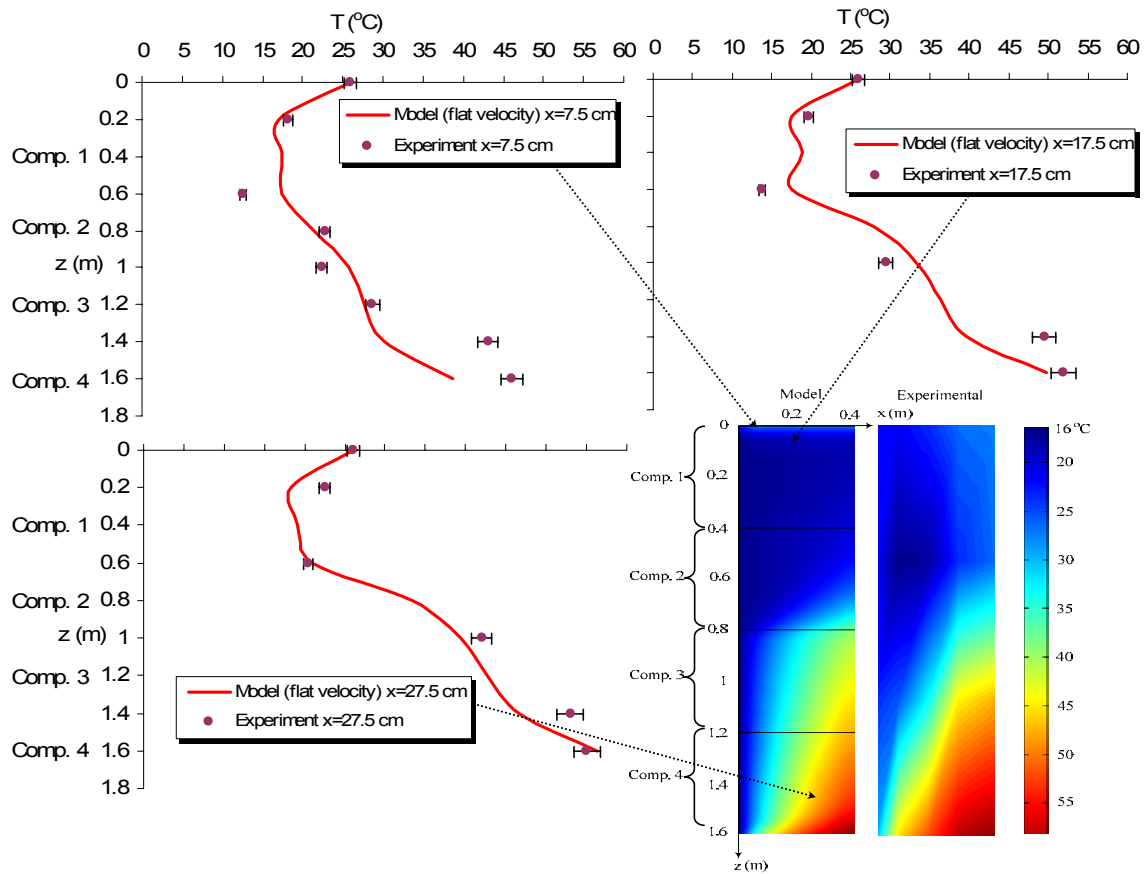 T (°C)
0 5 10 15 20 25 30 35 40 45 50 55 60
0
0.2
0.4
0.6
0.8
1
1.2
1.4
1.6
1.8
Comp. 1
Comp. 2
z (m)
Comp. 3
Comp. 4
Model (flat velocity) x=7.5 cm
Experiment x=7.5 cm
T (°C)
0 5 10 15 20 25 30 35 40 45 50 55 60
Model (flat velocity) x=17.5 cm
Experiment x=17.5 cm
0
0.2
0.4
0.6
0.8
1
1.2
1.4
1.6
1.8
Comp. 1
Comp. 2
z (m)
Comp. 3
Comp. 4
Model (flat velocity) x=27.5 cm
Experiment x=27.5 cm
Model Experimental
0.2 0.4 x (m)
0
0.2
0.4
0.6
0.8
1
1.2
1.4
1.6
z (m)
Comp. 1
Comp. 2
Comp. 3
Comp. 4
16 °C
20
30
35
40
45
50
55